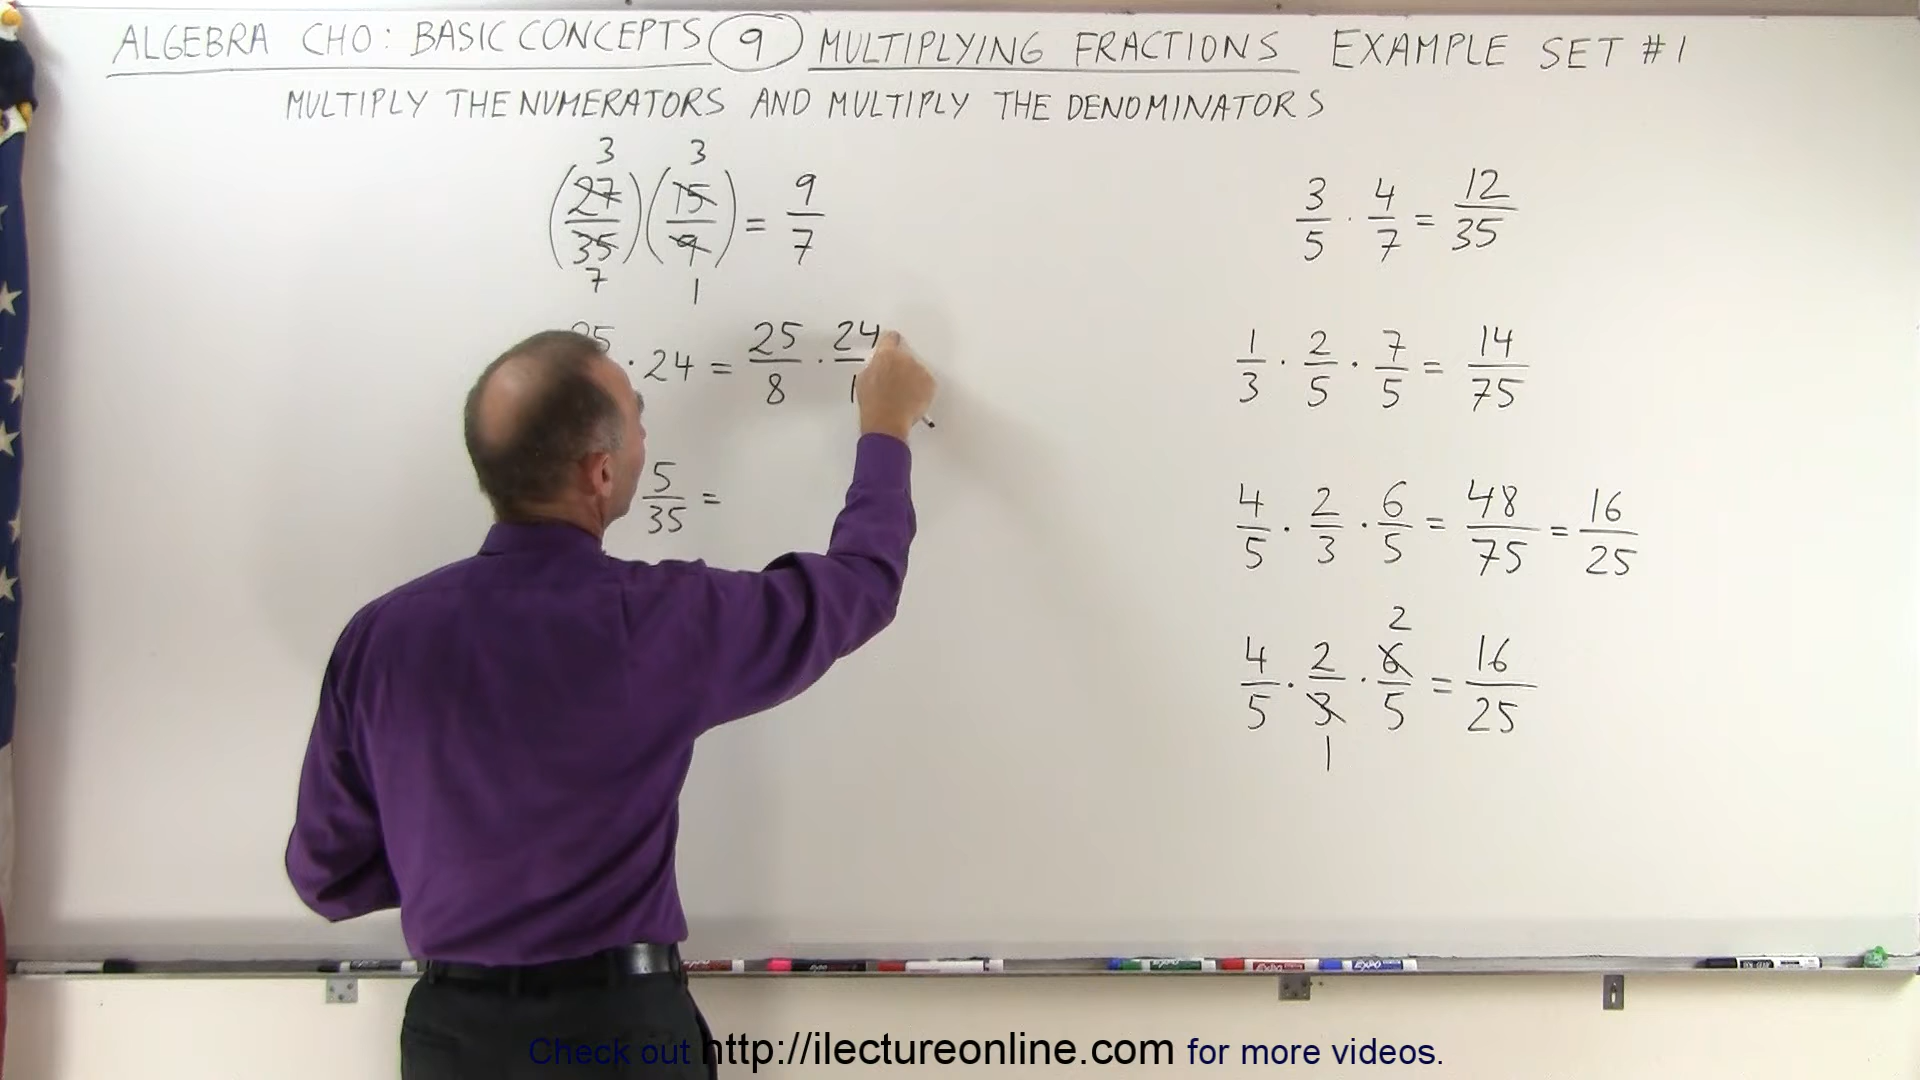 ALGEBRA CHO: BASIC CONCEPTS 9 MULTIPLYING FRACTIONS EXAMPLE SET #1
MULTIPLY THE NUMERATORS AND MULTIPLY THE DENOMINATORS
3 3
(27/35)(15/9) = 9/7
7 1
25 · 24 = 25/8 · 24/1
5/35 =
3/5 · 4/7 = 12/35
1/3 · 2/5 · 7/5 = 14/75
4/5 · 2/3 · 6/5 = 48/75 = 16/25
2
4/5 · 2/3 · 6/5 = 16/25
1
Check out http://ilectureonline.com for more videos.